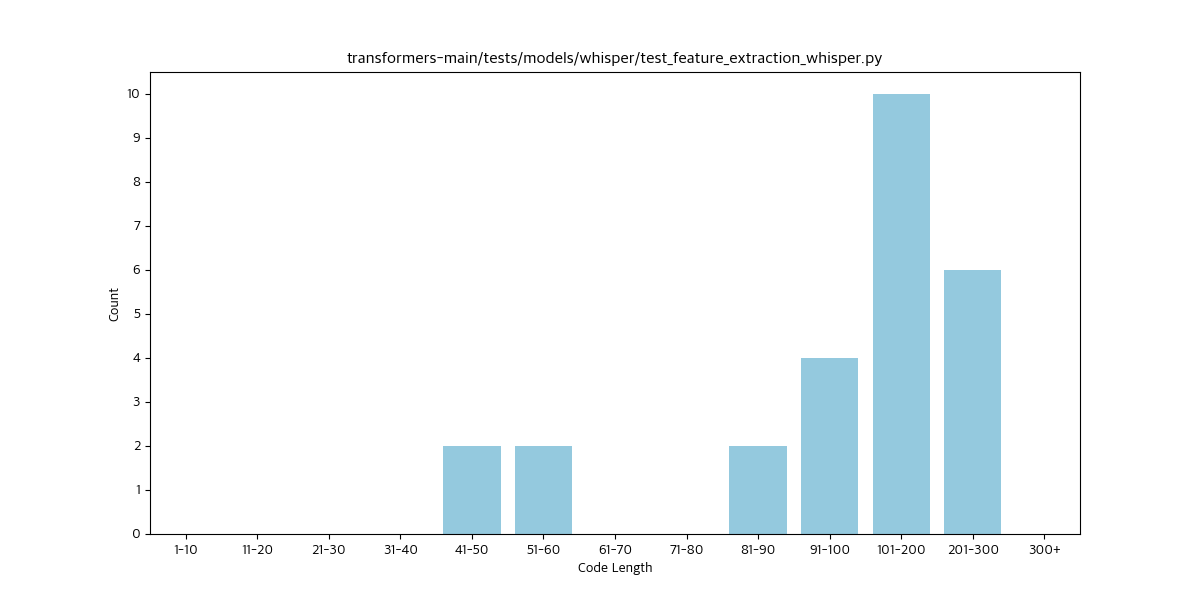 transformers-main/tests/models/whisper/test_feature_extraction_whisper.py
10
9
8
7
6
5
4
3
2
1
0
Count
1-10 11-20 21-30 31-40 41-50 51-60 61-70 71-80 81-90 91-100 101-200 201-300 300+
Code Length